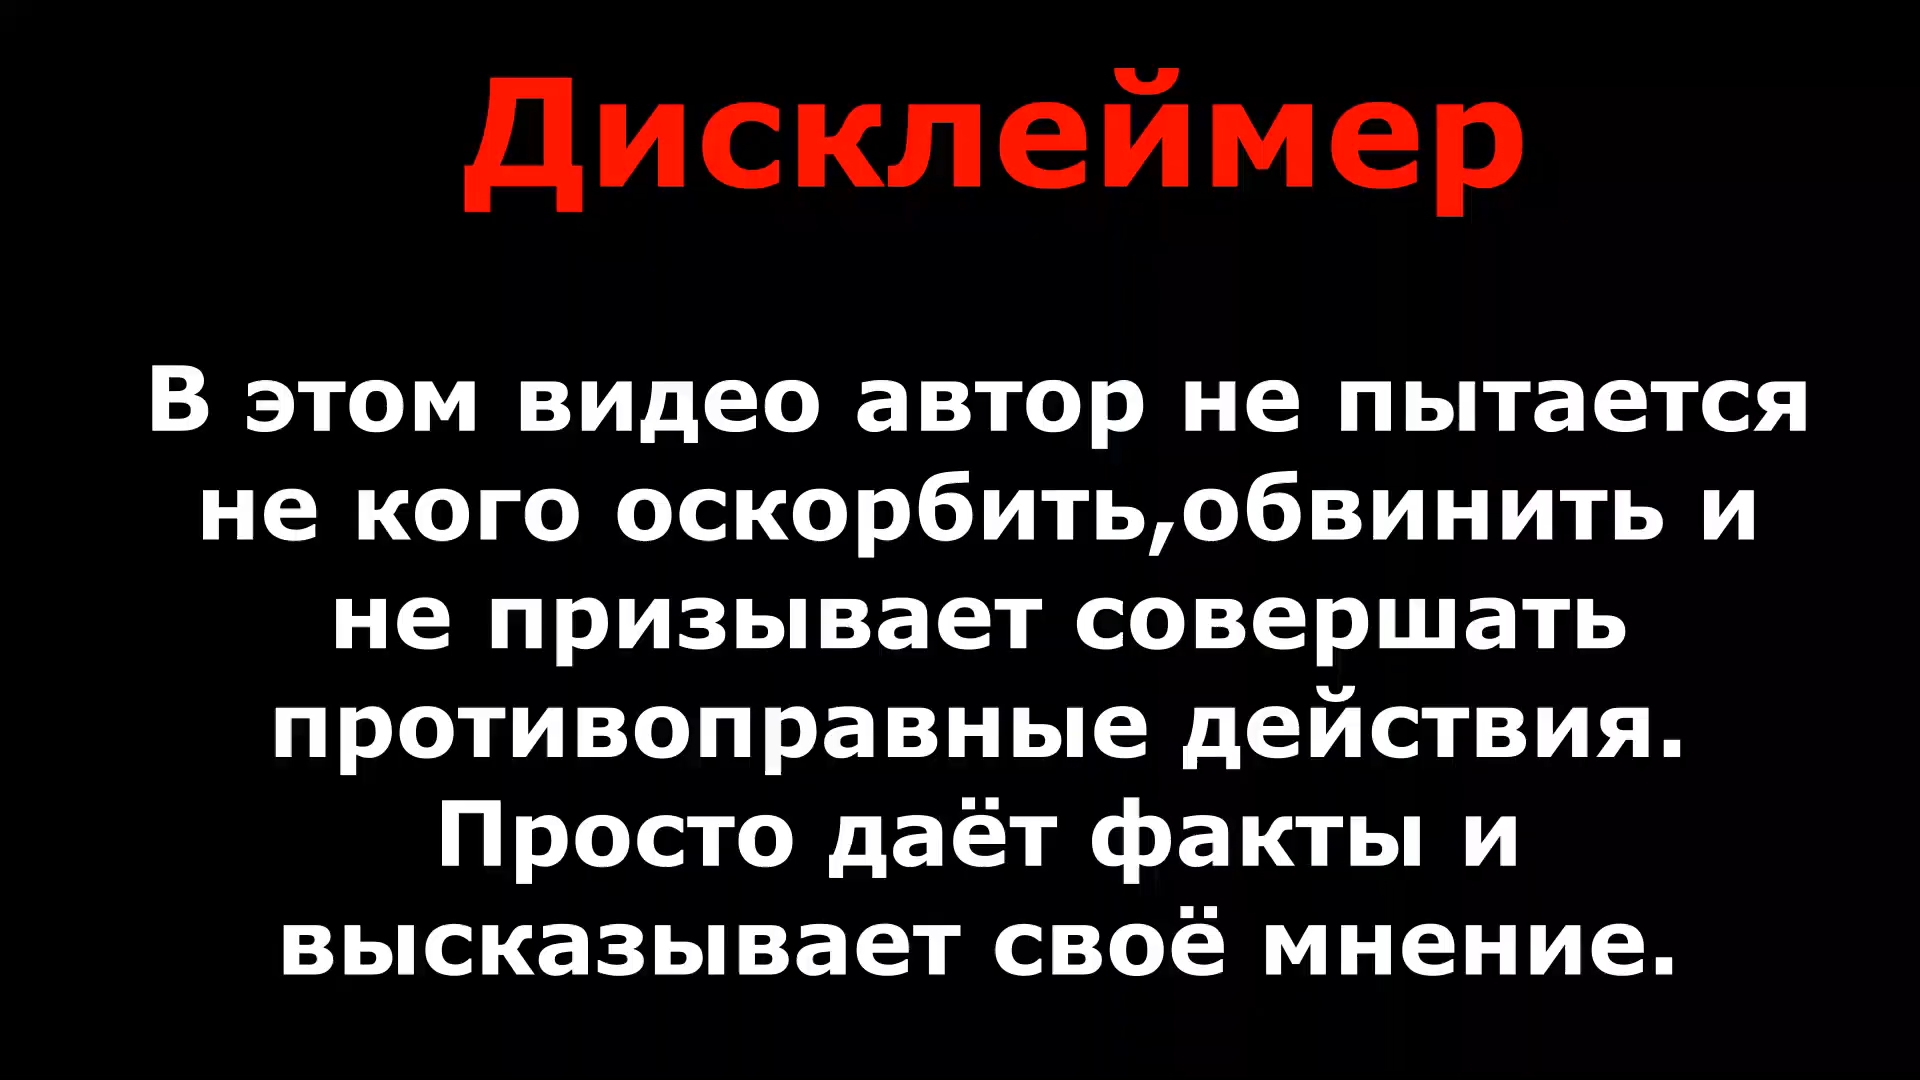 Дисклеймер
В этом видео автор не пытается
не кого оскорбить,обвинить и
не призывает совершать
противоправные действия.
Просто даёт факты и
высказывает своё мнение.